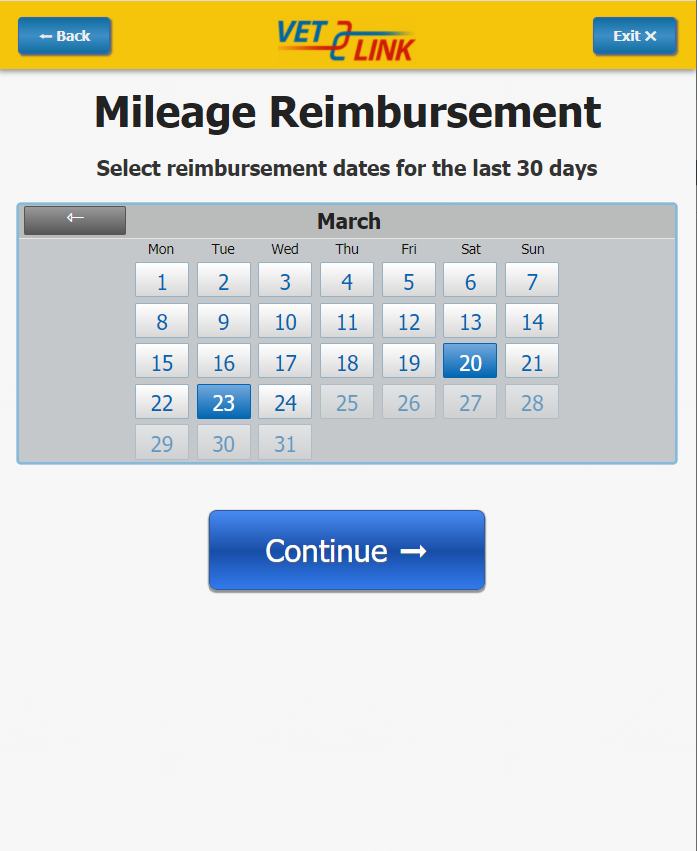 ← Back
VET LINK
Exit ✕
Mileage Reimbursement
Select reimbursement dates for the last 30 days
← March
Mon Tue Wed Thu Fri Sat Sun
1 2 3 4 5 6 7
8 9 10 11 12 13 14
15 16 17 18 19 20 21
22 23 24 25 26 27 28
29 30 31
Continue →